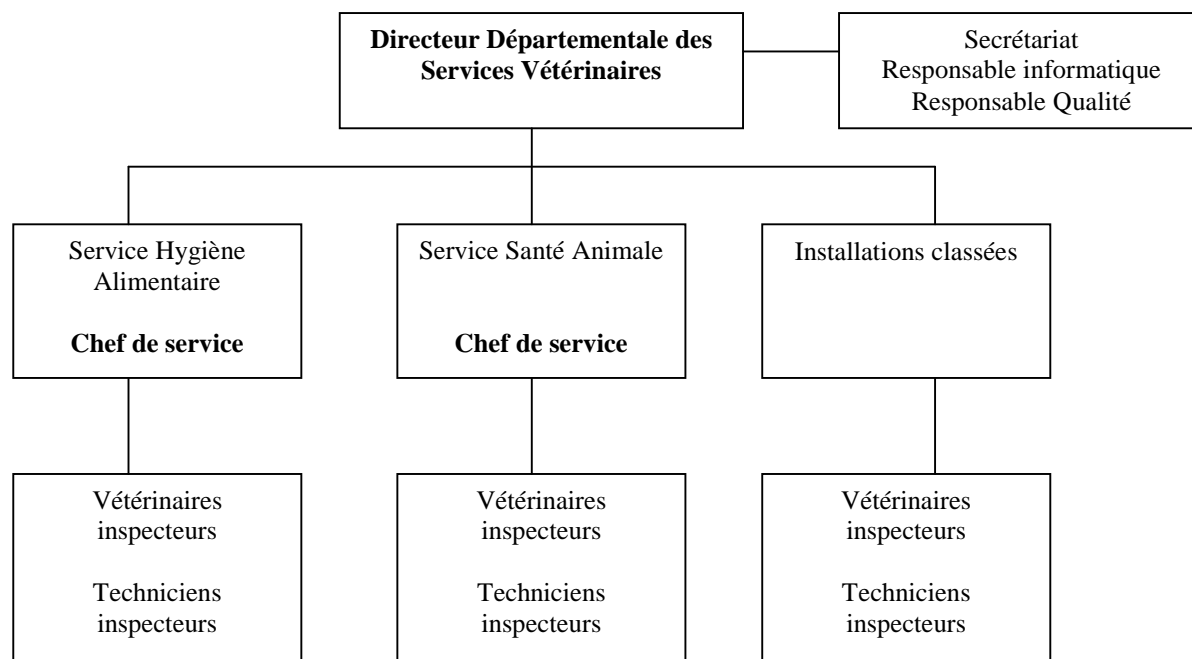 Directeur Départementale des
Services Vétérinaires
Secrétariat
Responsable informatique
Responsable Qualité
Service Hygiène
Alimentaire
Chef de service
Service Santé Animale
Chef de service
Installations classées
Vétérinaires
inspecteurs
Techniciens
inspecteurs
Vétérinaires
inspecteurs
Techniciens
inspecteurs
Vétérinaires
inspecteurs
Techniciens
inspecteurs